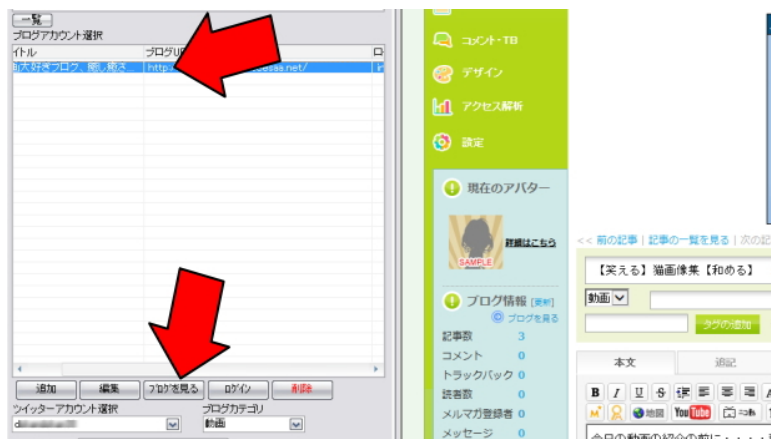 一覧
ブログアカウント選択
イトル
ブログU
ロ
大好きブログ、癒し癒さ...
http:/
esaa.net/
追加
編集
ブログを見る
ログイン
削除
ツイッターアカウント選択
ブログカテゴリ
動画
コメント・TB
デザイン
アクセス解析
設定
現在のアバター
SAMPLE
詳細はこちら
ブログ情報 [更新]
ブログを見る
記事数 3
コメント 0
トラックバック 0
読者数 0
メルマガ登録者 0
メッセージ 0
<< 前の記事 | 記事の一覧を見る | 次の記
【笑える】猫画像集【和める】
動画
タグの追加
本文
追記
B I U S
地図
You Tube
今日の動画の紹介の前に・・・・